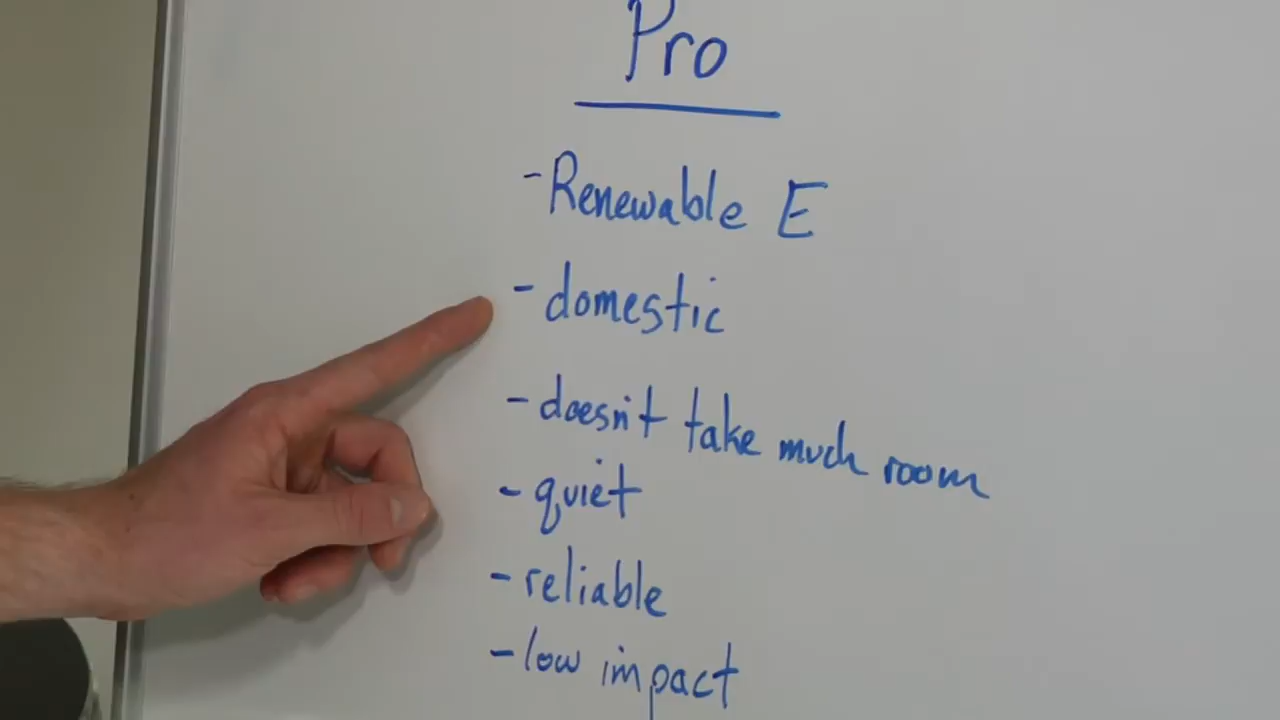 Pro
- Renewable E
- domestic
- doesn't take much room
- quiet
- reliable
- low impact